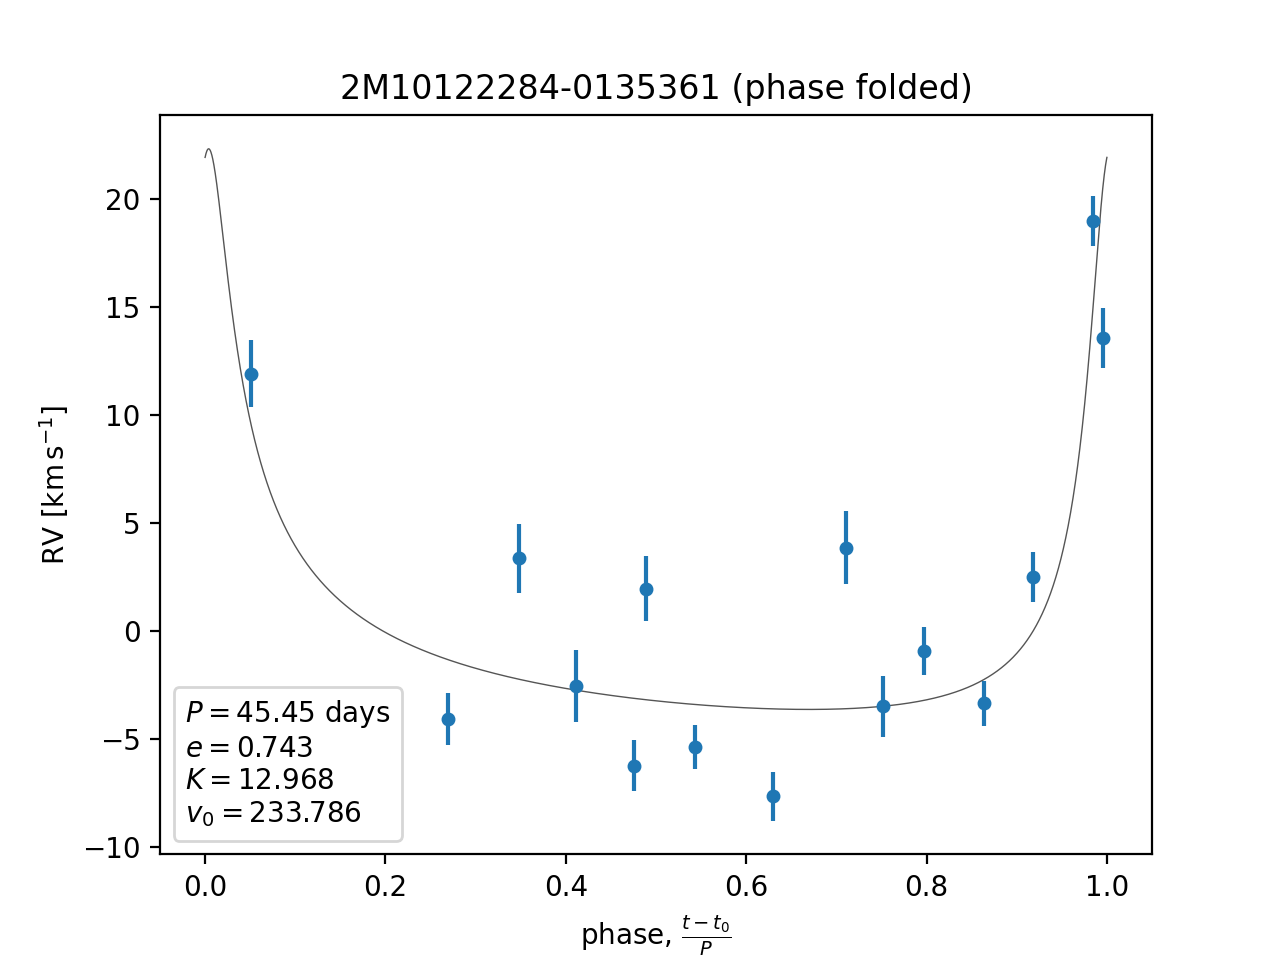 2M10122284-0135361 (phase folded)
RV [km s⁻¹]
20
15
10
5
0
−5
−10
P = 45.45 days
e = 0.743
K = 12.968
v₀ = 233.786
0.0 0.2 0.4 0.6 0.8 1.0
phase, (t − t₀)/P